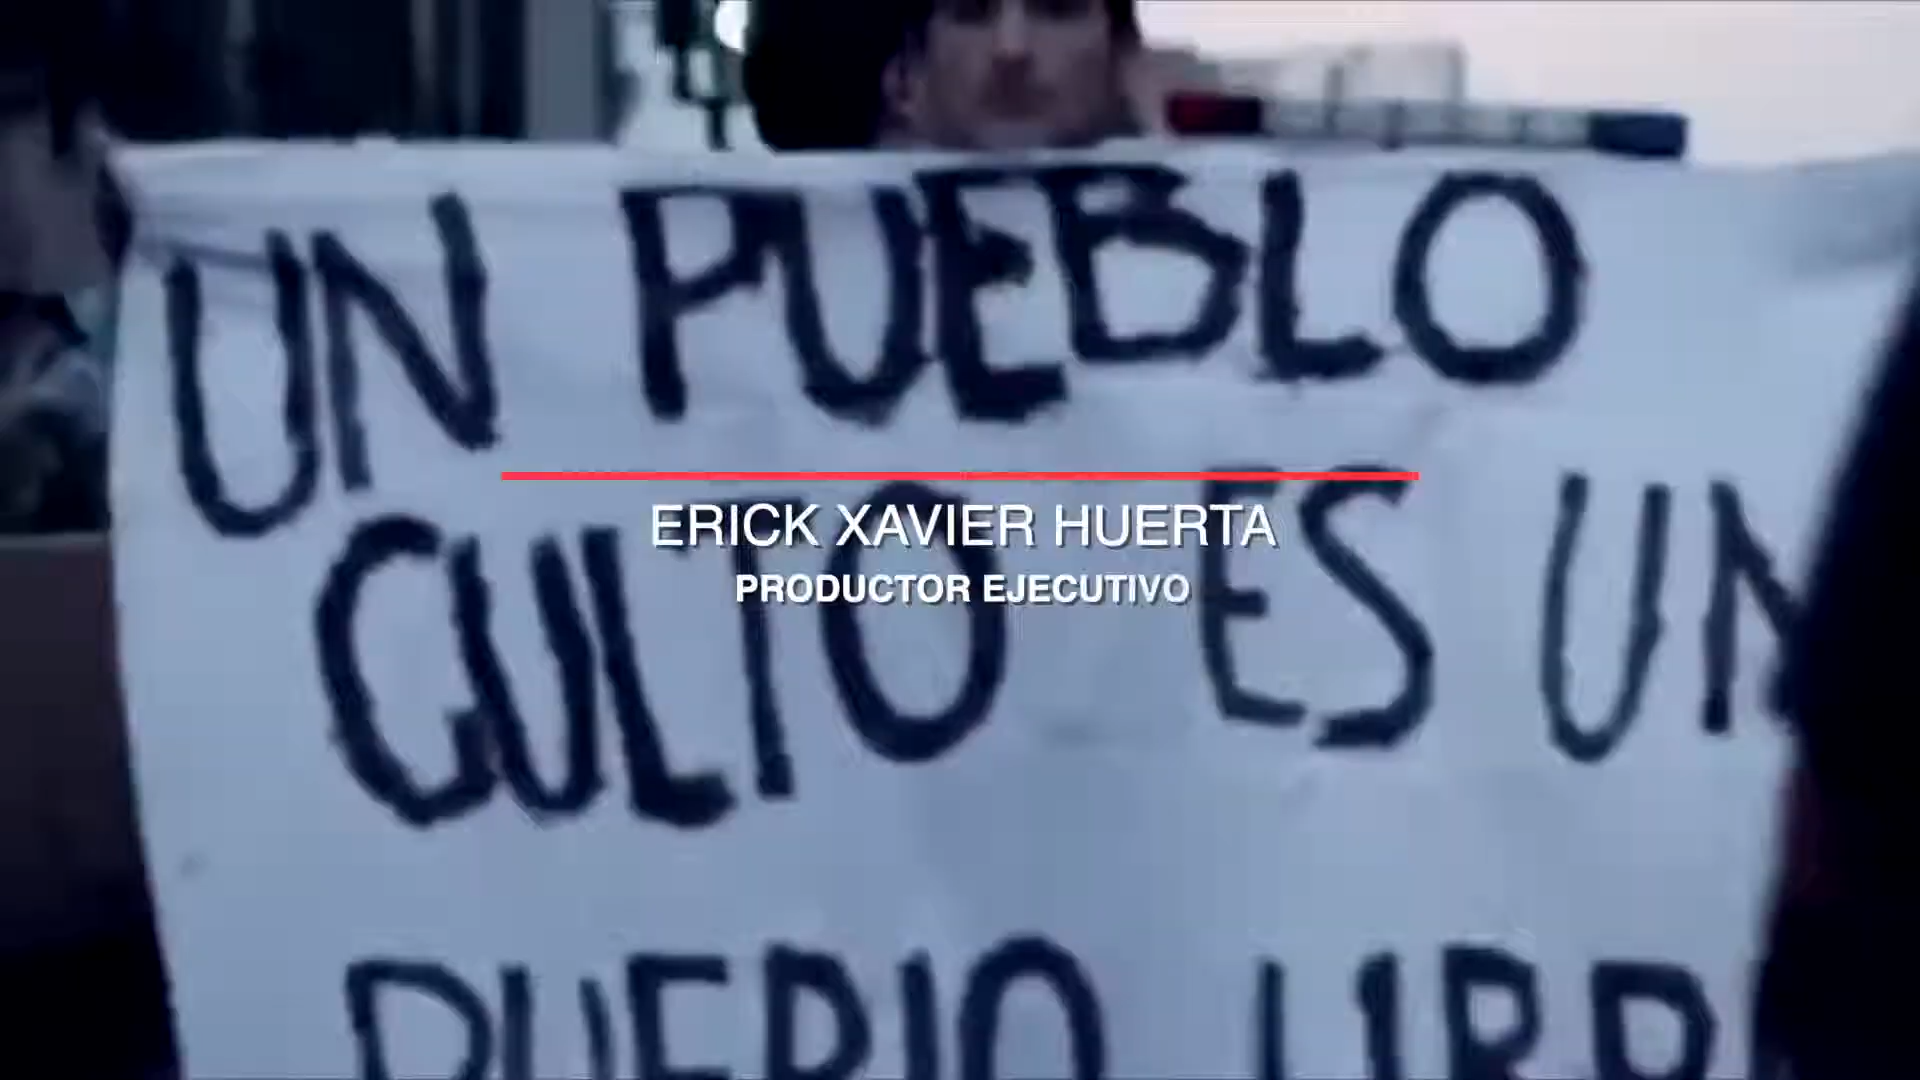 UN PUEBLO
ERICK XAVIER HUERTA
PRODUCTOR EJECUTIVO
CULTO ES UN